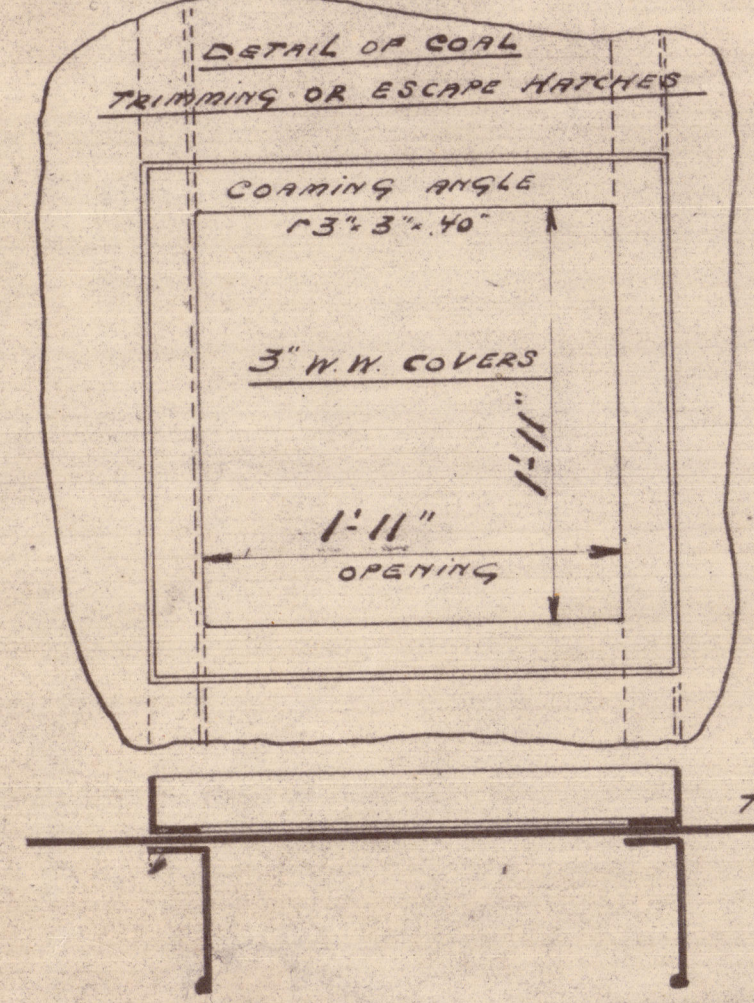 DETAIL OF COAL
TRIMMING OR ESCAPE HATCHES
COAMING ANGLE
3"× 3"× .40"
3" W.W. COVERS
1'-11"
1'-11"
OPENING